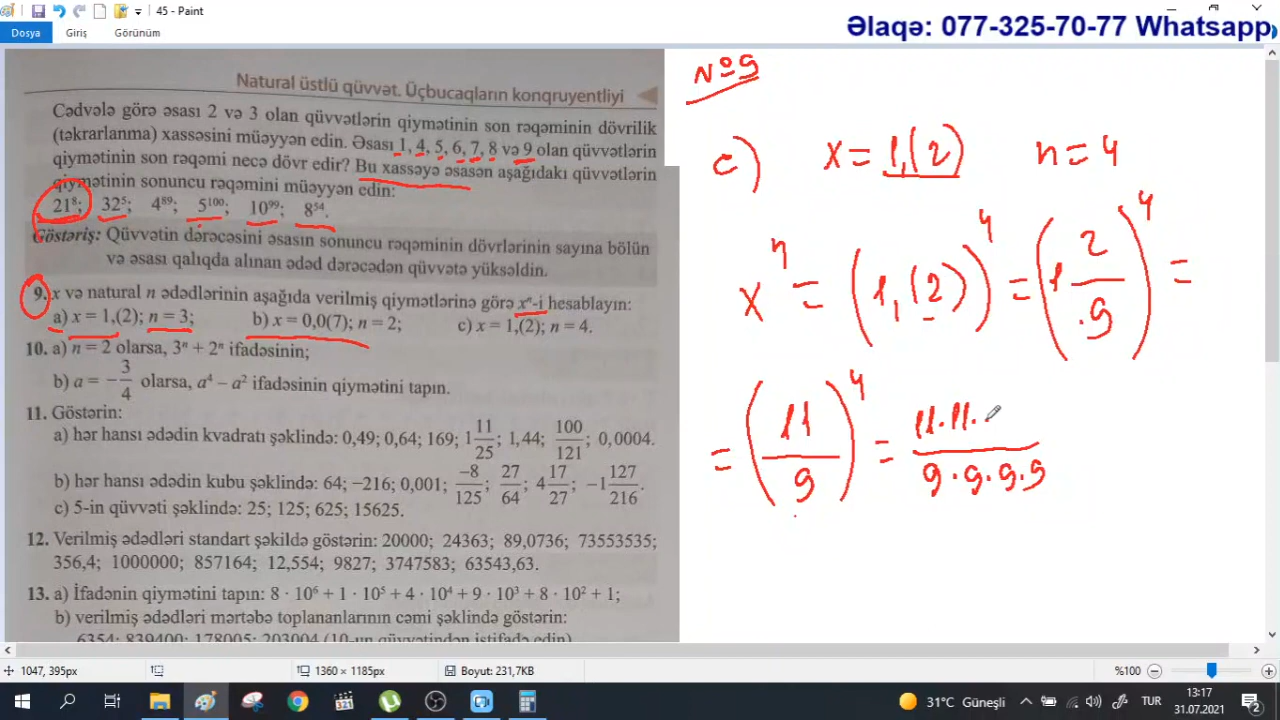 45 - Paint
Əlaqə: 077-325-70-77 Whatsapp
Dosya Giriş Görünüm
Natural üstlü qüvvət. Üçbucaqların konqruyentliyi
Cədvələ görə əsası 2 və 3 olan qüvvətlərin qiymətinin son rəqəminin dövrilik
(təkrarlanma) xassəsini müəyyən edin. Əsası 1, 4, 5, 6, 7, 8 və 9 olan qüvvətlərin
qiymətinin son rəqəmi necə dövr edir? Bu xassəyə əsasən aşağıdakı qüvvətlərin
qiymətinin sonuncu rəqəmini müəyyən edin:
21⁸; 32⁵; 4⁸⁹; 5¹⁰⁰; 10⁹⁹; 8⁵⁴.
Göstəriş: Qüvvətin dərəcəsini əsasın sonuncu rəqəminin dövrlərinin sayına bölün
və əsası qalıqda alınan ədəd dərəcədən qüvvətə yüksəldin.
9. x və natural n ədədlərinin aşağıda verilmiş qiymətlərinə görə xⁿ-i hesablayın:
a) x = 1,(2); n = 3; b) x = 0,0(7); n = 2; c) x = 1,(2); n = 4.
10. a) n = 2 olarsa, 3ⁿ + 2ⁿ ifadəsinin;
b) a = -3/4 olarsa, a⁴ – a² ifadəsinin qiymətini tapın.
11. Göstərin:
a) hər hansı ədədin kvadratı şəklində: 0,49; 0,64; 169; 1 11/25; 1,44; 100/121; 0,0004.
b) hər hansı ədədin kubu şəklində: 64; –216; 0,001; -8/125; 27/64; 4 17/27; -1 127/216.
c) 5-in qüvvəti şəklində: 25; 125; 625; 15625.
12. Verilmiş ədədləri standart şəkildə göstərin: 20000; 24363; 89,0736; 73553535;
356,4; 1000000; 857164; 12,554; 9827; 3747583; 63543,63.
13. a) İfadənin qiymətini tapın: 8 · 10⁶ + 1 · 10⁵ + 4 · 10⁴ + 9 · 10³ + 8 · 10² + 1;
b) verilmiş ədədləri mərtəbə toplananlarının cəmi şəklində göstərin:
6354; 839400; 178005; 203004 (10-un qüvvətindən istifadə edin)
№9
c) x = 1,(2) n = 4
xⁿ = (1,(2))⁴ = (1 2/9)⁴ =
= (11/9)⁴ = 11·11·/9·9·9·9
1047, 395px 1360 × 1185px Boyut: 231,7KB %100
31°C Güneşli TUR 13:17
31.07.2021 2